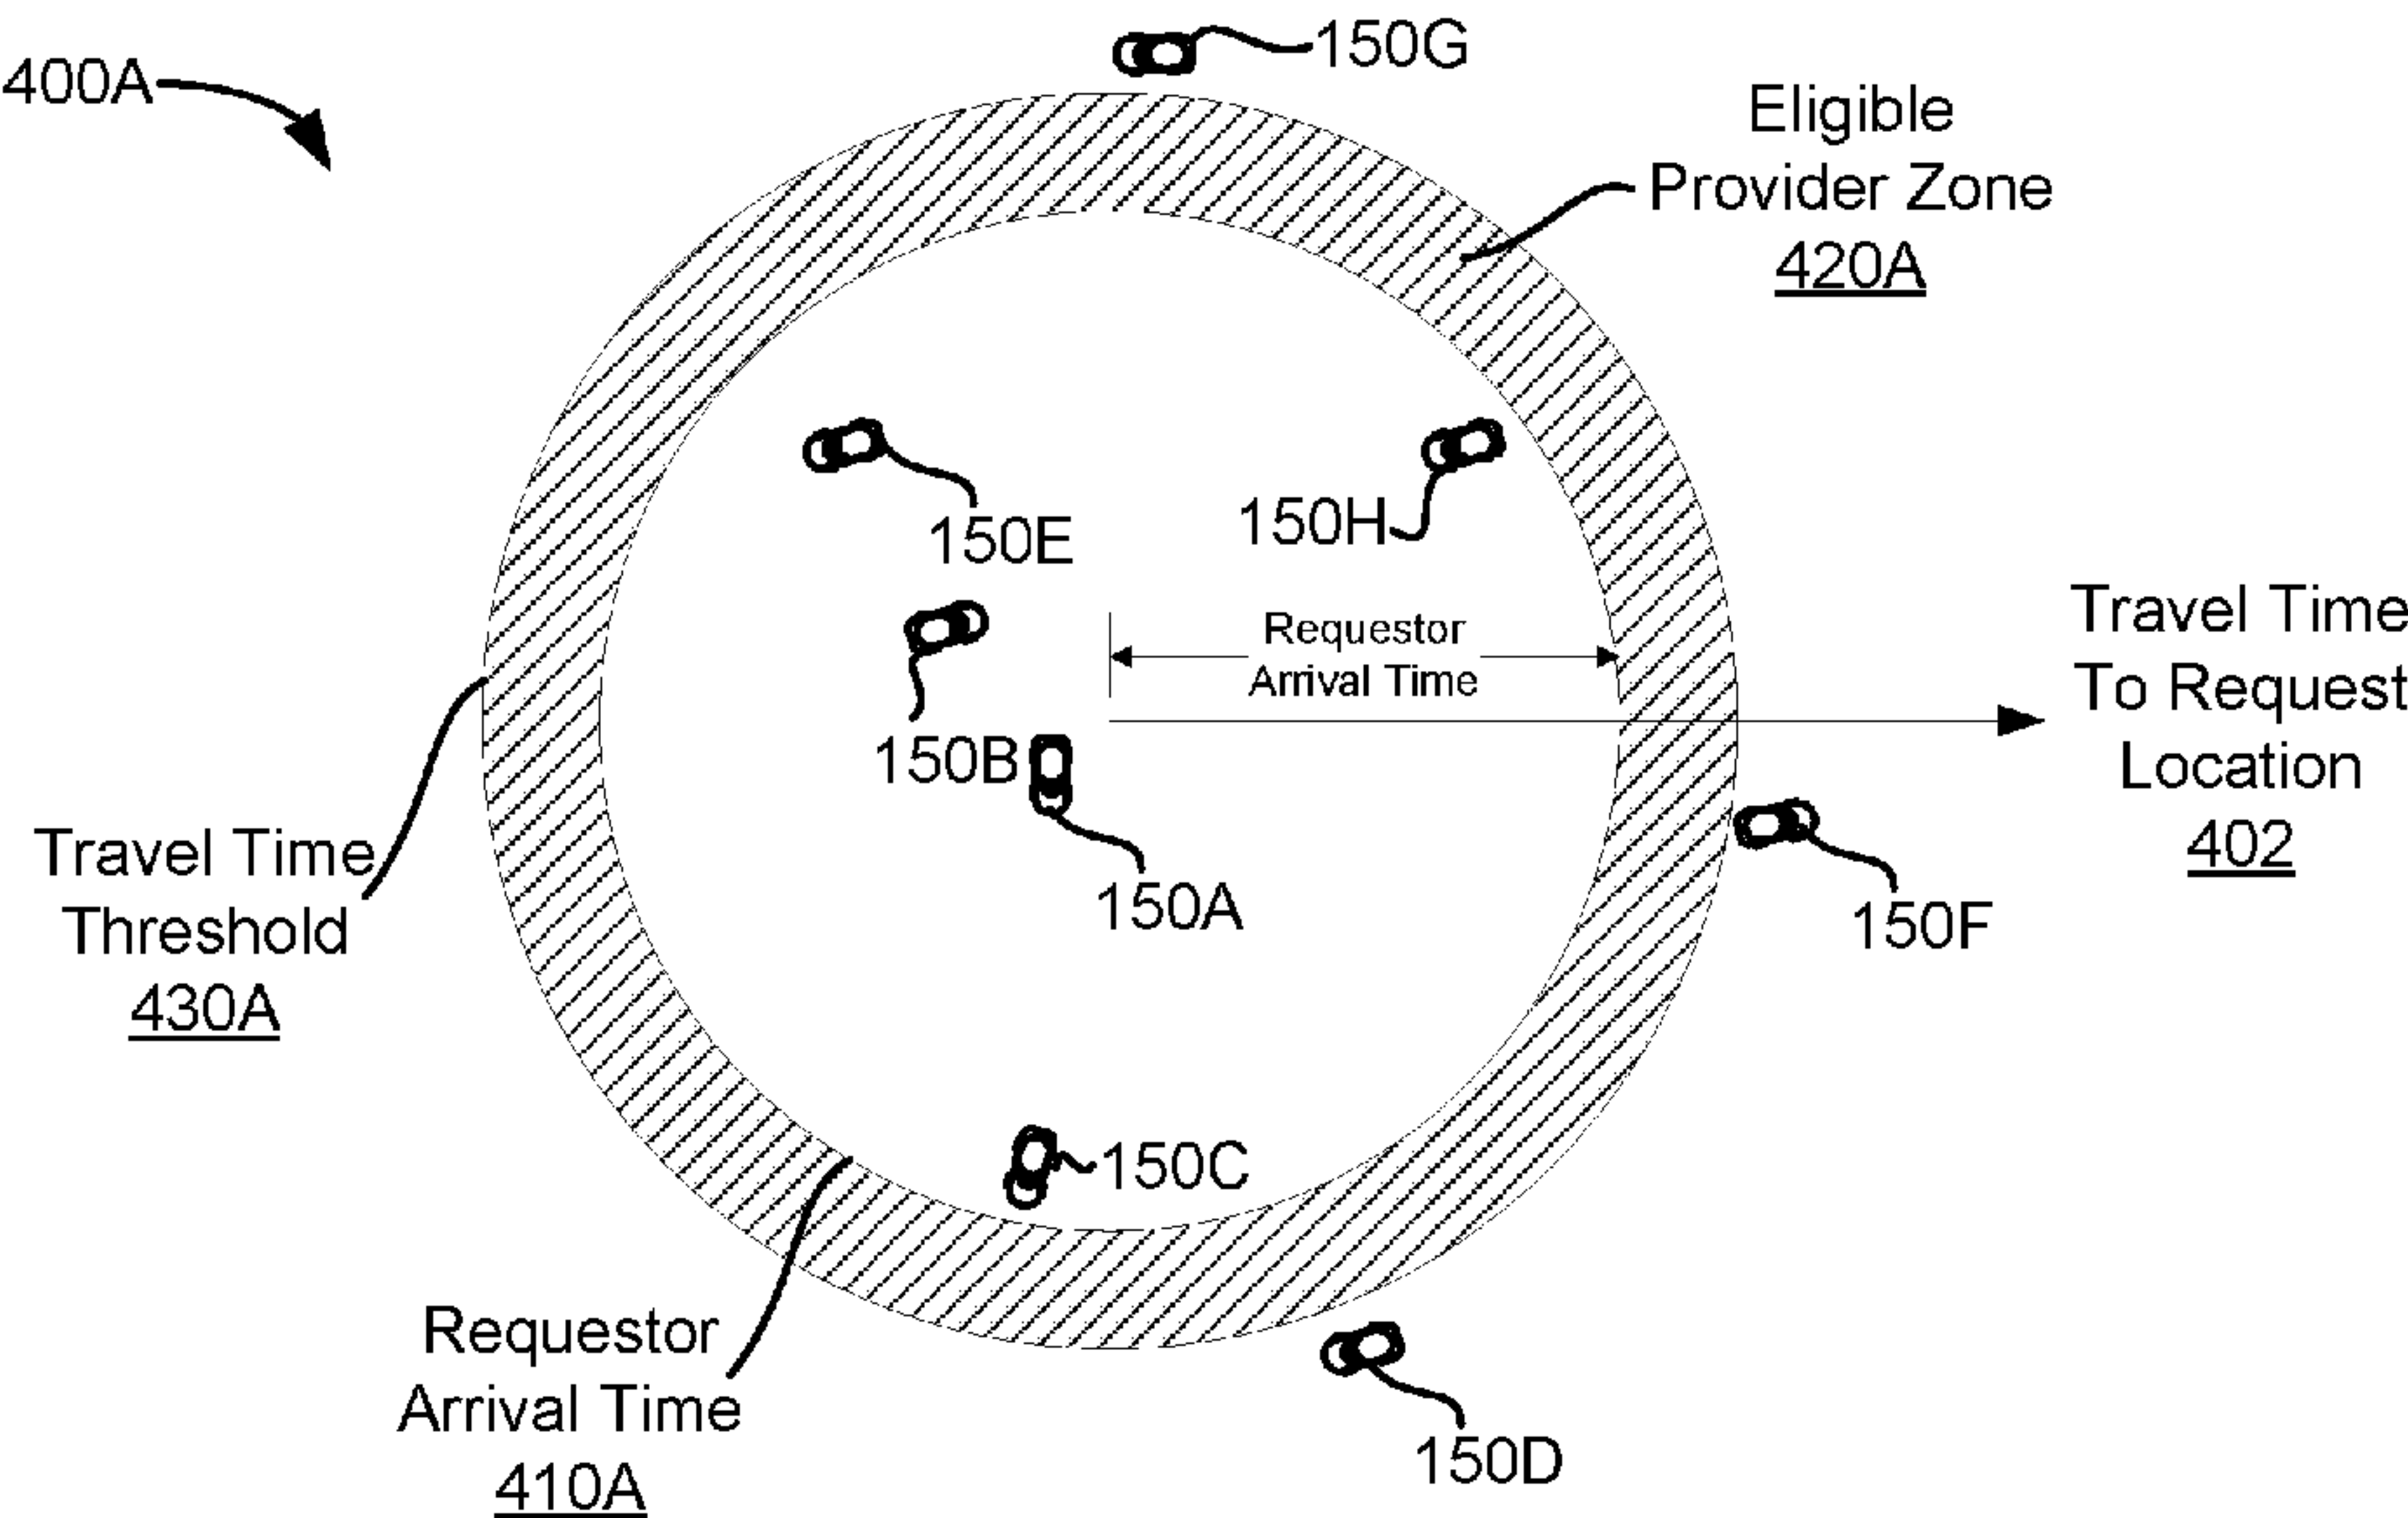 400A
150G
Eligible
Provider Zone
420A
150E
150H
Requestor
Arrival Time
Travel Time
To Request
Location
402
150B
150A
150F
Travel Time
Threshold
430A
150C
Requestor
Arrival Time
410A
150D